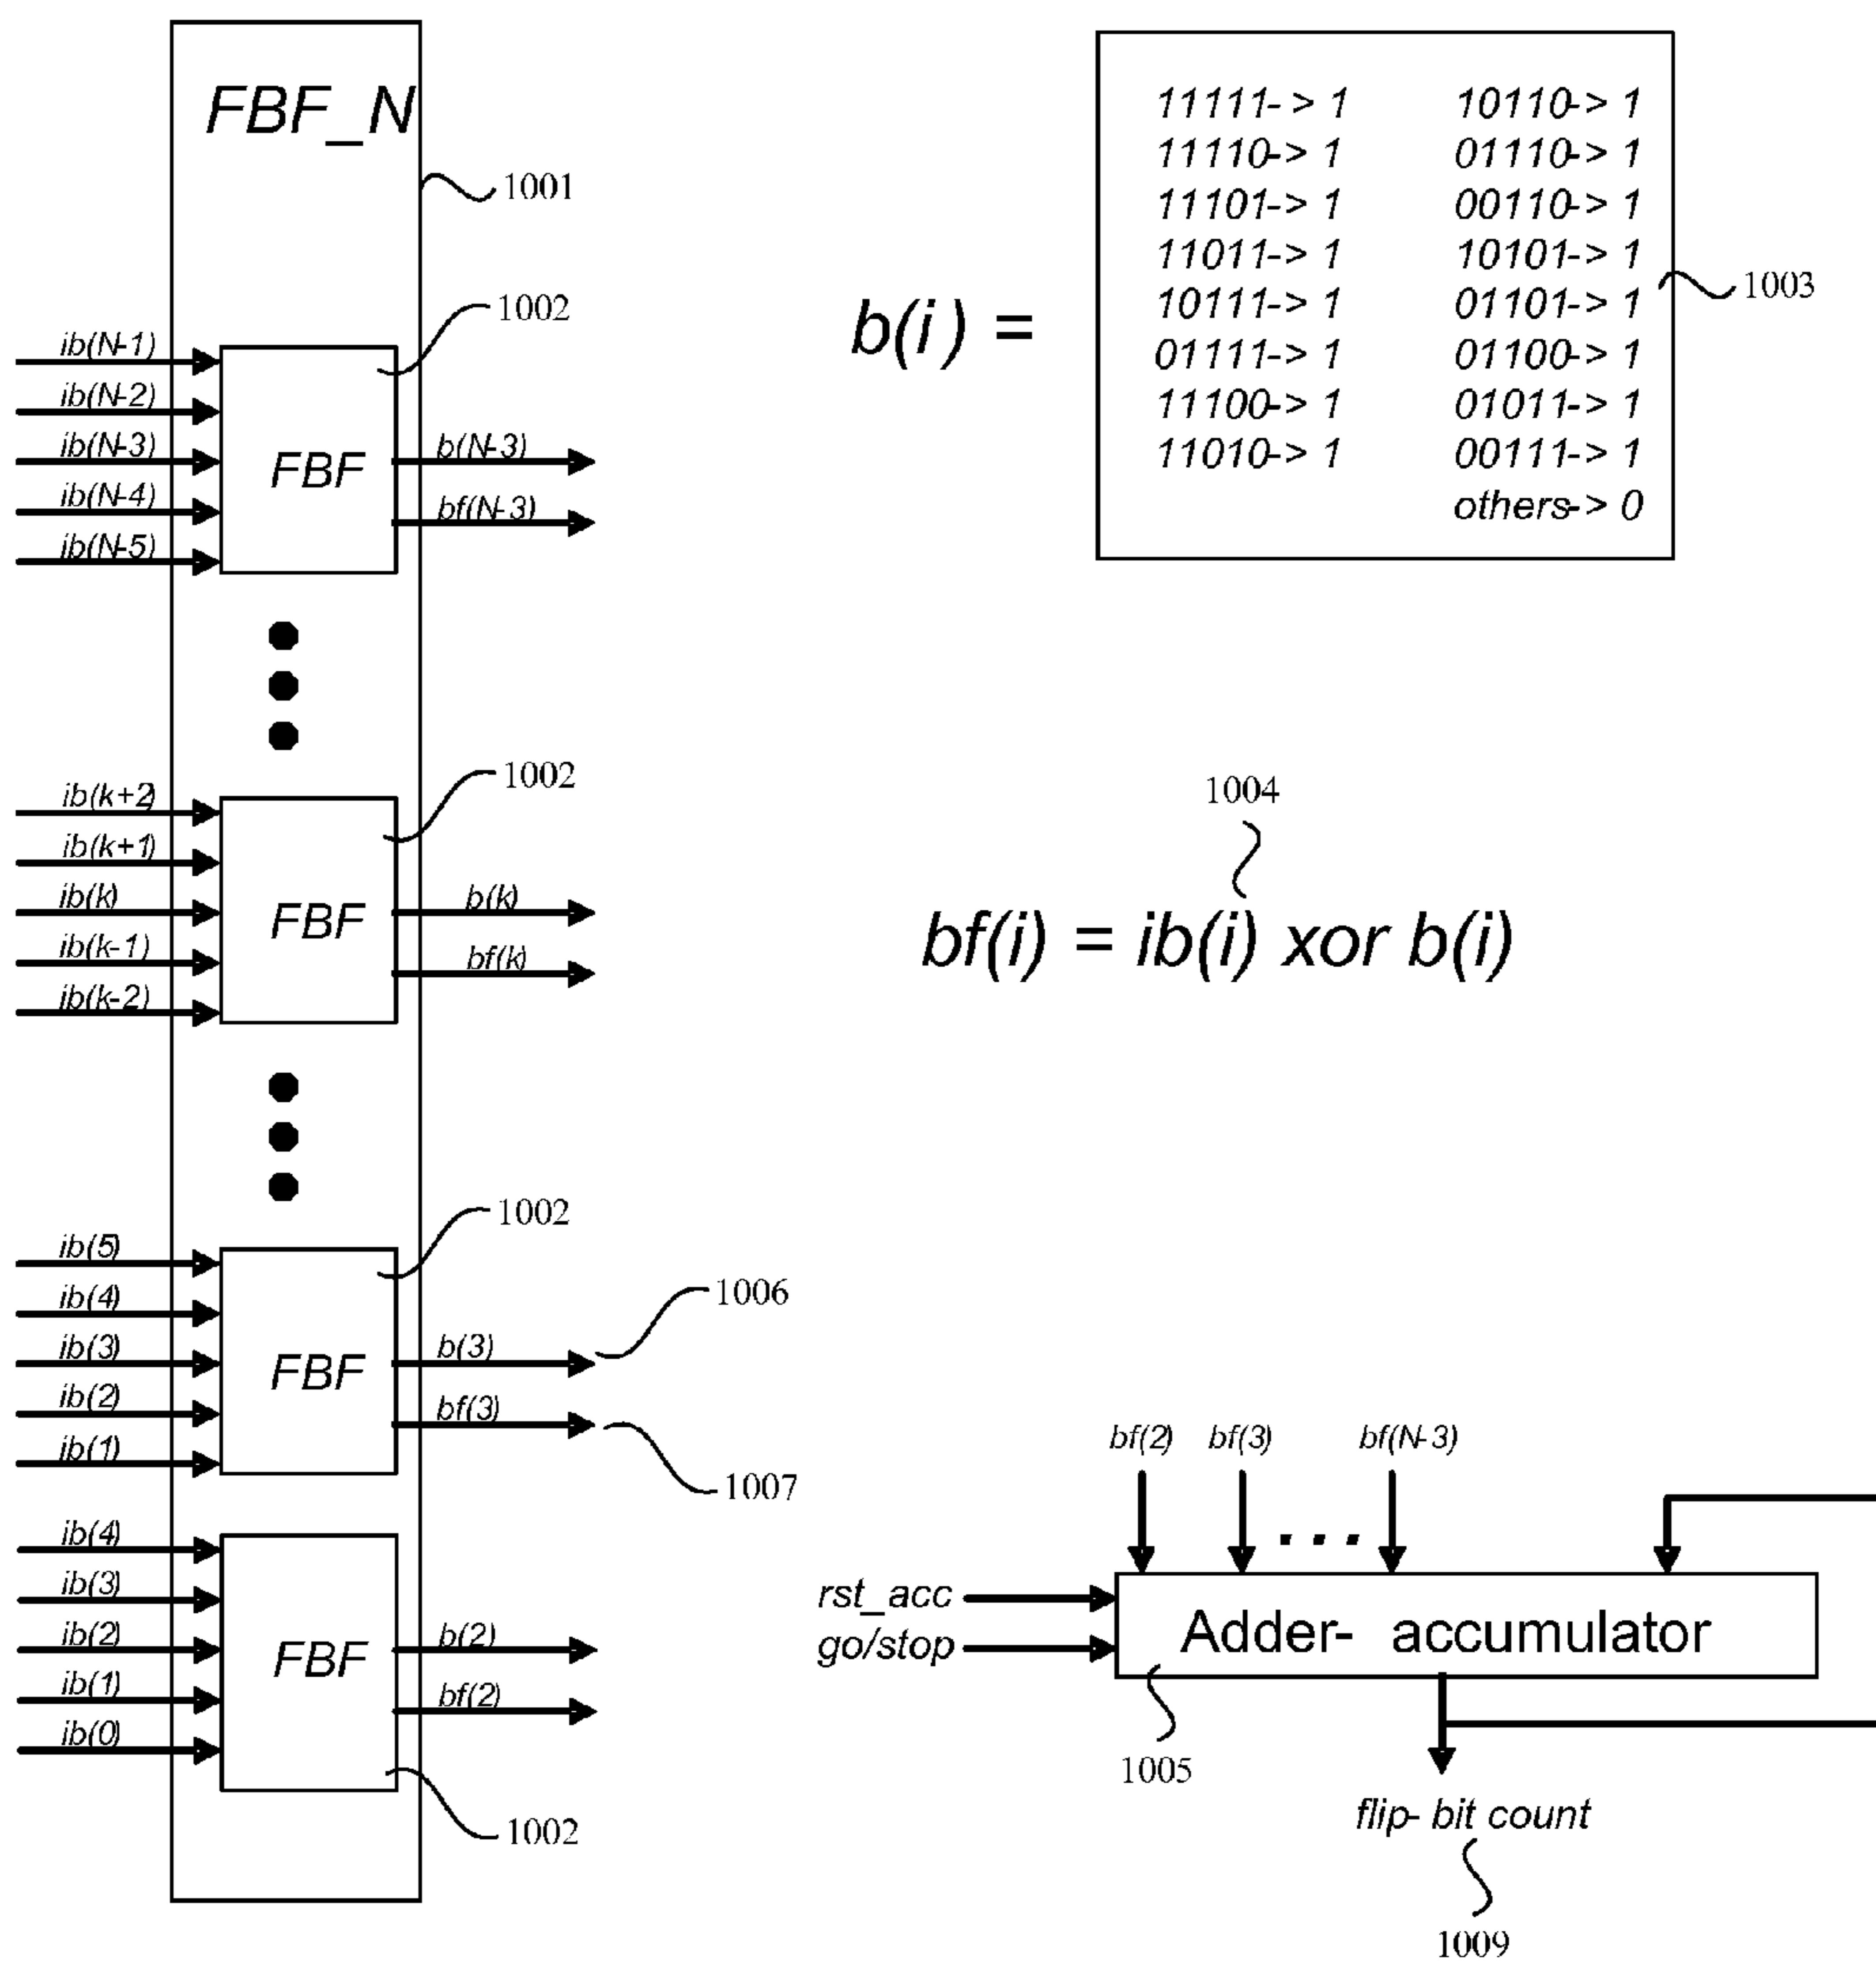 FBF_N
1001
1002
ib(N-1)
ib(N-2)
ib(N-3)
ib(N-4)
ib(N-5)
FBF
b(N-3)
bf(N-3)
1002
ib(k+2)
ib(k+1)
ib(k)
ib(k-1)
ib(k-2)
FBF
b(k)
bf(k)
1002
ib(5)
ib(4)
ib(3)
ib(2)
ib(1)
FBF
b(3)
bf(3)
1006
1007
ib(4)
ib(3)
ib(2)
ib(1)
ib(0)
FBF
b(2)
bf(2)
1002
b(i) =
11111-> 1
11110-> 1
11101-> 1
11011-> 1
10111-> 1
01111-> 1
11100-> 1
11010-> 1
10110-> 1
01110-> 1
00110-> 1
10101-> 1
01101-> 1
01100-> 1
01011-> 1
00111-> 1
others-> 0
1003
1004
bf(i) = ib(i) xor b(i)
bf(2) bf(3) ... bf(N-3)
rst_acc
go/stop
Adder- accumulator
1005
flip- bit count
1009